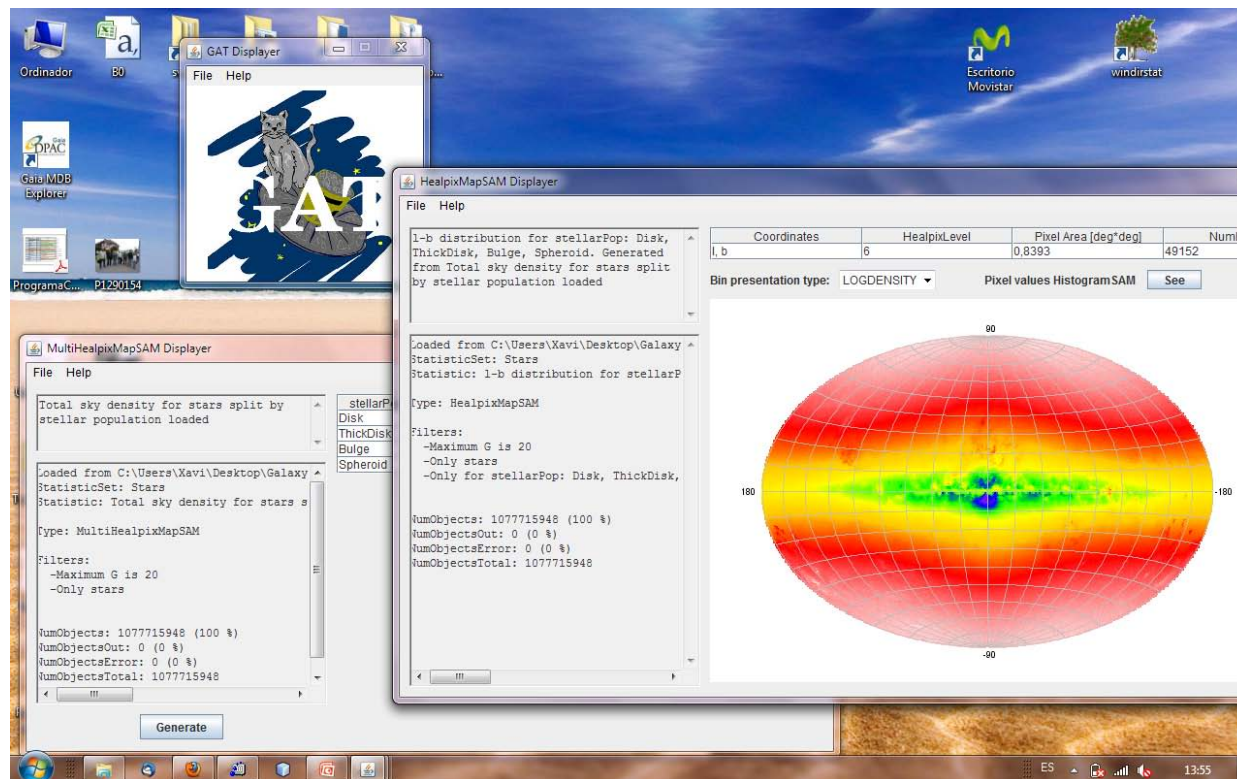 Ordinador
B0
GAT Displayer
File Help
GAT
Escritorio
Movistar
windirstat
Gaia
DPAC
Gaia MDB
Explorer
ProgramaC...
P1290154
HealpixMapSAM Displayer
File Help
l-b distribution for stellarPop: Disk,
ThickDisk, Bulge, Spheroid. Generated
from Total sky density for stars split
by stellar population loaded
Loaded from C:\Users\Xavi\Desktop\Galaxy
StatisticSet: Stars
Statistic: l-b distribution for stellarP
Type: HealpixMapSAM
Filters:
-Maximum G is 20
-Only stars
-Only for stellarPop: Disk, ThickDisk,
NumObjects: 1077715948 (100 %)
NumObjectsOut: 0 (0 %)
NumObjectsError: 0 (0 %)
NumObjectsTotal: 1077715948
Coordinates HealpixLevel Pixel Area [deg*deg]
l, b 6 0,8393 49152
Bin presentation type: LOGDENSITY Pixel values HistogramSAM See
90
180
-180
-90
MultiHealpixMapSAM Displayer
File Help
Total sky density for stars split by
stellar population loaded
Loaded from C:\Users\Xavi\Desktop\Galaxy
StatisticSet: Stars
Statistic: Total sky density for stars s
Type: MultiHealpixMapSAM
Filters:
-Maximum G is 20
-Only stars
NumObjects: 1077715948 (100 %)
NumObjectsOut: 0 (0 %)
NumObjectsError: 0 (0 %)
NumObjectsTotal: 1077715948
stellarP
Disk
ThickDisk
Bulge
Spheroid
Generate
ES
13:55